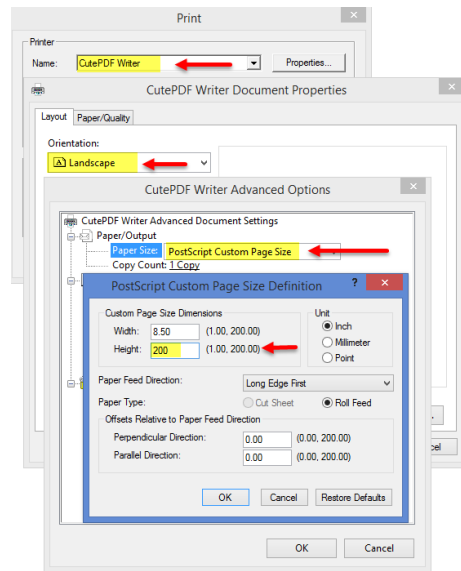 Print
Printer
Name: CutePDF Writer Properties...
CutePDF Writer Document Properties
Layout Paper/Quality
Orientation:
A Landscape
CutePDF Writer Advanced Options
CutePDF Writer Advanced Document Settings
Paper/Output
Paper Size: PostScript Custom Page Size
Copy Count: 1 Copy
PostScript Custom Page Size Definition ?
Custom Page Size Dimensions Unit
Width: 8.50 (1.00, 200.00) Inch
Height: 200 (1.00, 200.00) Millimeter
Point
Paper Feed Direction: Long Edge First
Paper Type: Cut Sheet Roll Feed
Offsets Relative to Paper Feed Direction
Perpendicular Direction: 0.00 (0.00, 200.00)
Parallel Direction: 0.00 (0.00, 200.00)
OK Cancel Restore Defaults
OK Cancel